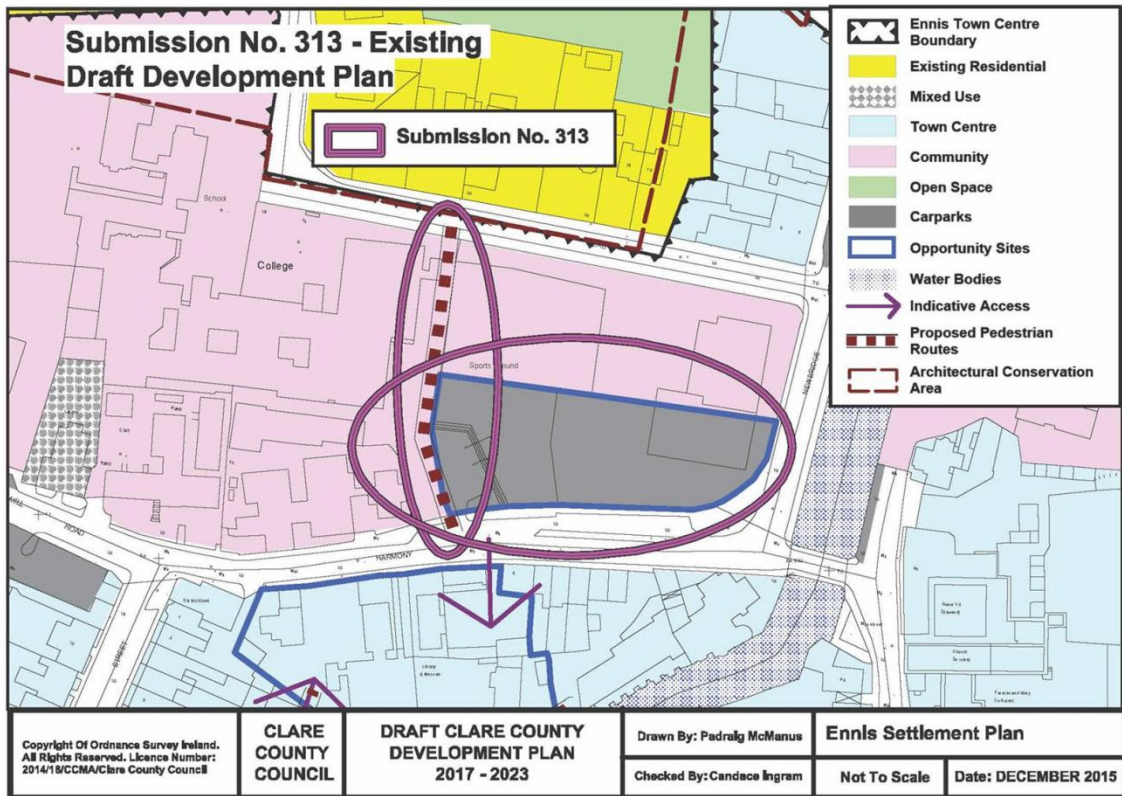 Submission No. 313 - Existing
Draft Development Plan
Submission No. 313
Ennis Town Centre
Boundary
Existing Residential
Mixed Use
Town Centre
Community
Open Space
Carparks
Opportunity Sites
Water Bodies
Indicative Access
Proposed Pedestrian
Routes
Architectural Conservation
Area
School
College
Sports Ground
NEWBRIDGE
MILL
ROAD
HARMONY
STREET
Church
Copyright Of Ordnance Survey Ireland.
All Rights Reserved. Licence Number:
2014/18/CCMA/Clare County Council
CLARE
COUNTY
COUNCIL
DRAFT CLARE COUNTY
DEVELOPMENT PLAN
2017 - 2023
Drawn By: Padraig McManus
Checked By: Candace Ingram
Ennis Settlement Plan
Not To Scale
Date: DECEMBER 2015